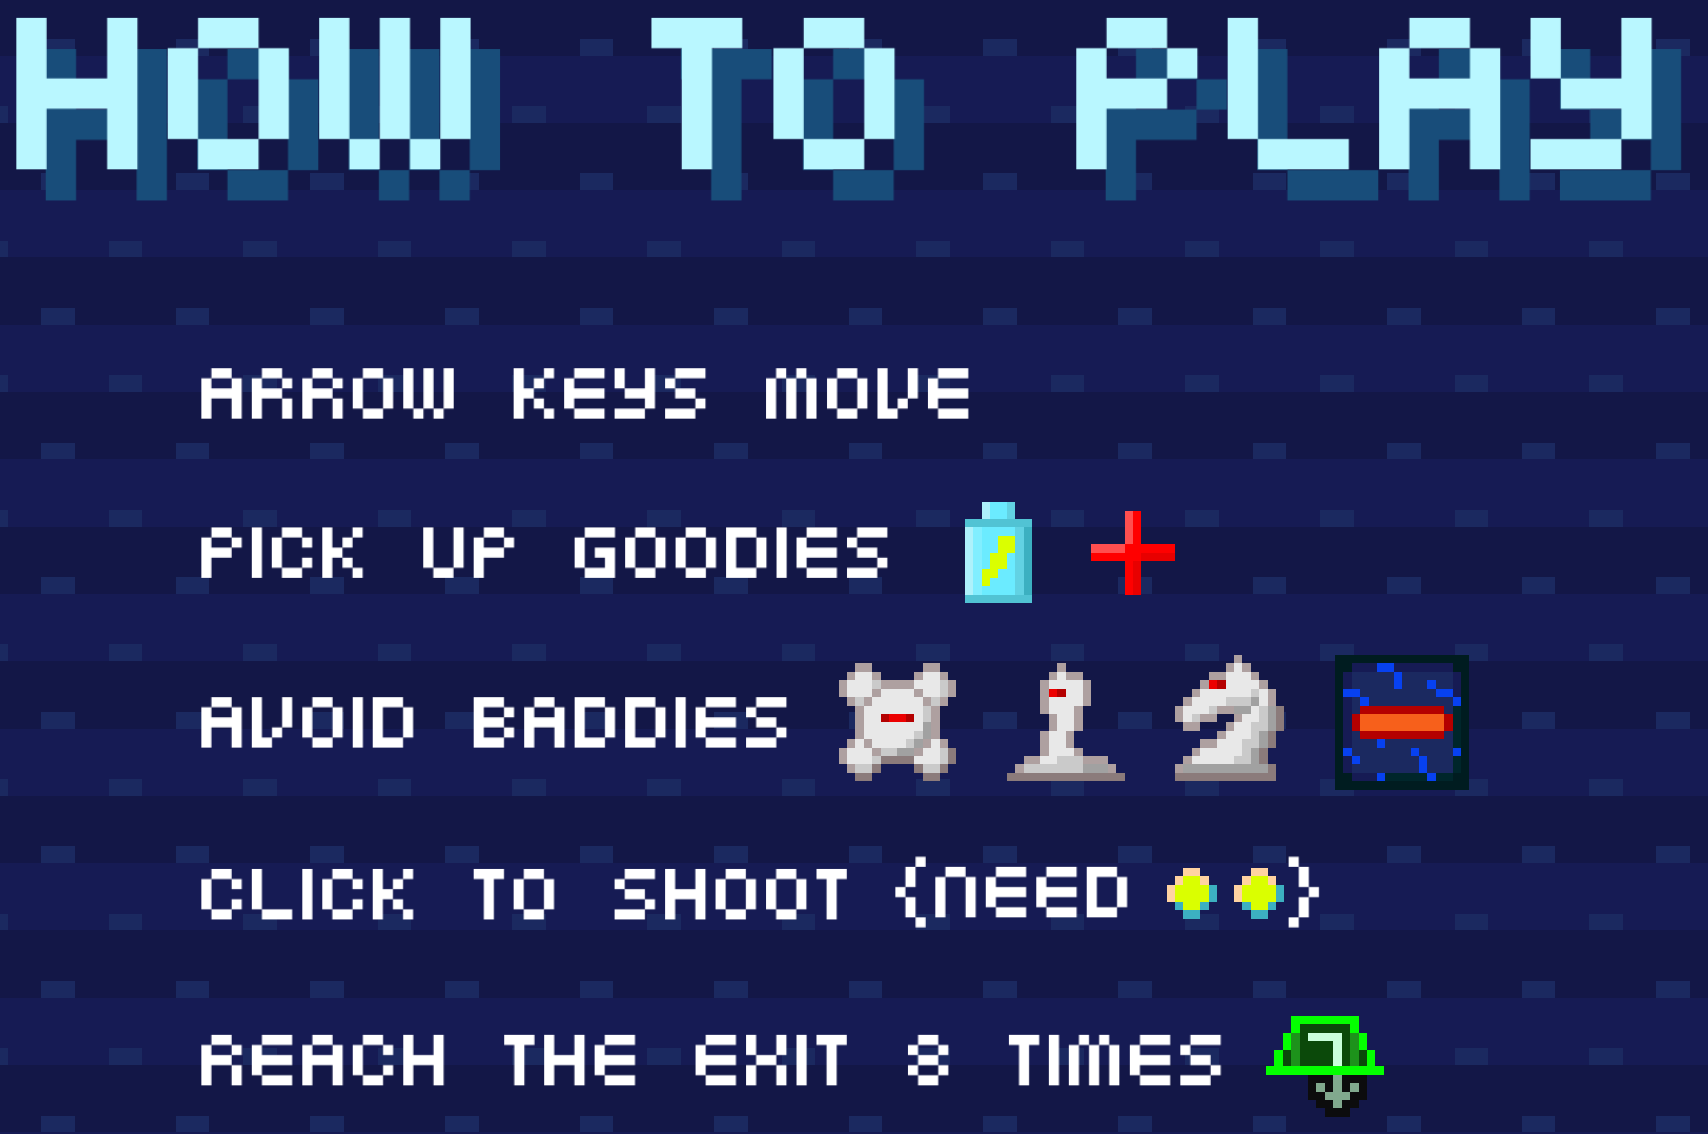 HOW TO PLAY
ARROW KEYS MOVE
PICK UP GOODIES
AVOID BADDIES
CLICK TO SHOOT {NEED }
REACH THE EXIT 8 TIMES